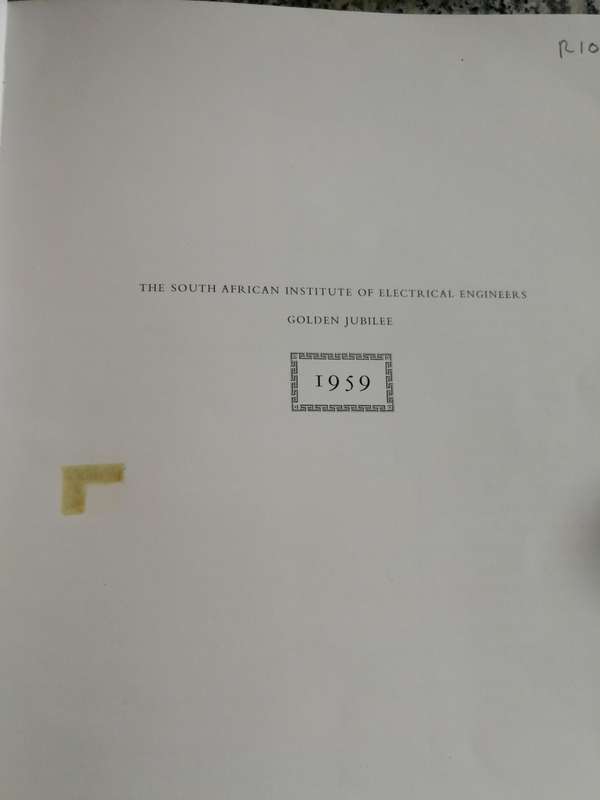 R10
THE SOUTH AFRICAN INSTITUTE OF ELECTRICAL ENGINEERS
GOLDEN JUBILEE
1959